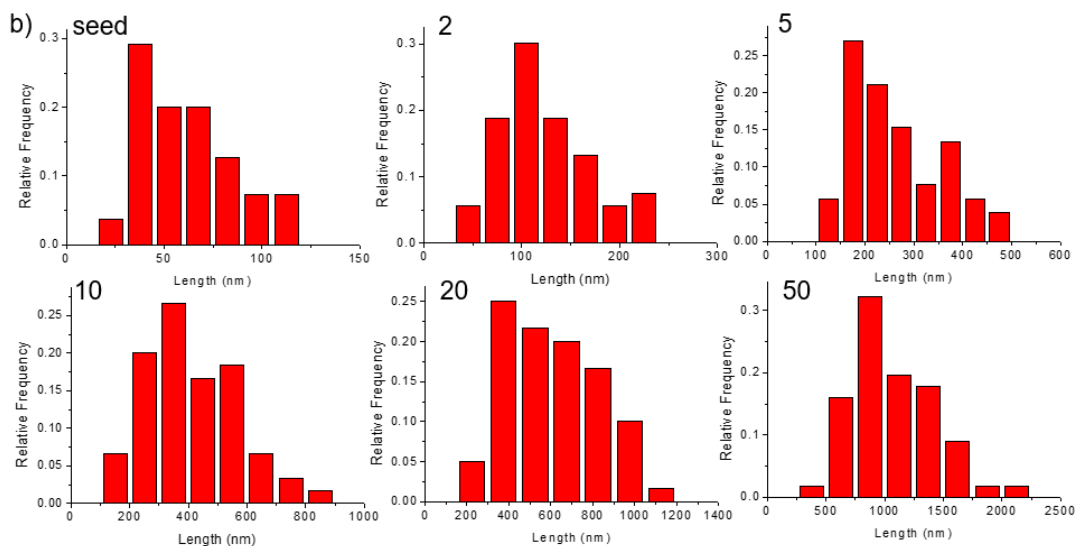 b) seed
0.3
0.2
0.1
0.0
Relative Frequency
0 50 100 150
Length (nm)
2
0.3
0.2
0.1
0.0
Relative Frequency
0 100 200 300
Length (nm)
5
0.25
0.20
0.15
0.10
0.05
0.00
Relative Frequency
0 100 200 300 400 500 600
Length (nm)
10
0.25
0.20
0.15
0.10
0.05
0.00
Relative Frequency
0 200 400 600 800 1000
Length (nm)
20
0.25
0.20
0.15
0.10
0.05
0.00
Relative Frequency
0 200 400 600 800 1000 1200 1400
Length (nm)
50
0.3
0.2
0.1
0.0
Relative Frequency
0 500 1000 1500 2000 2500
Length (nm)